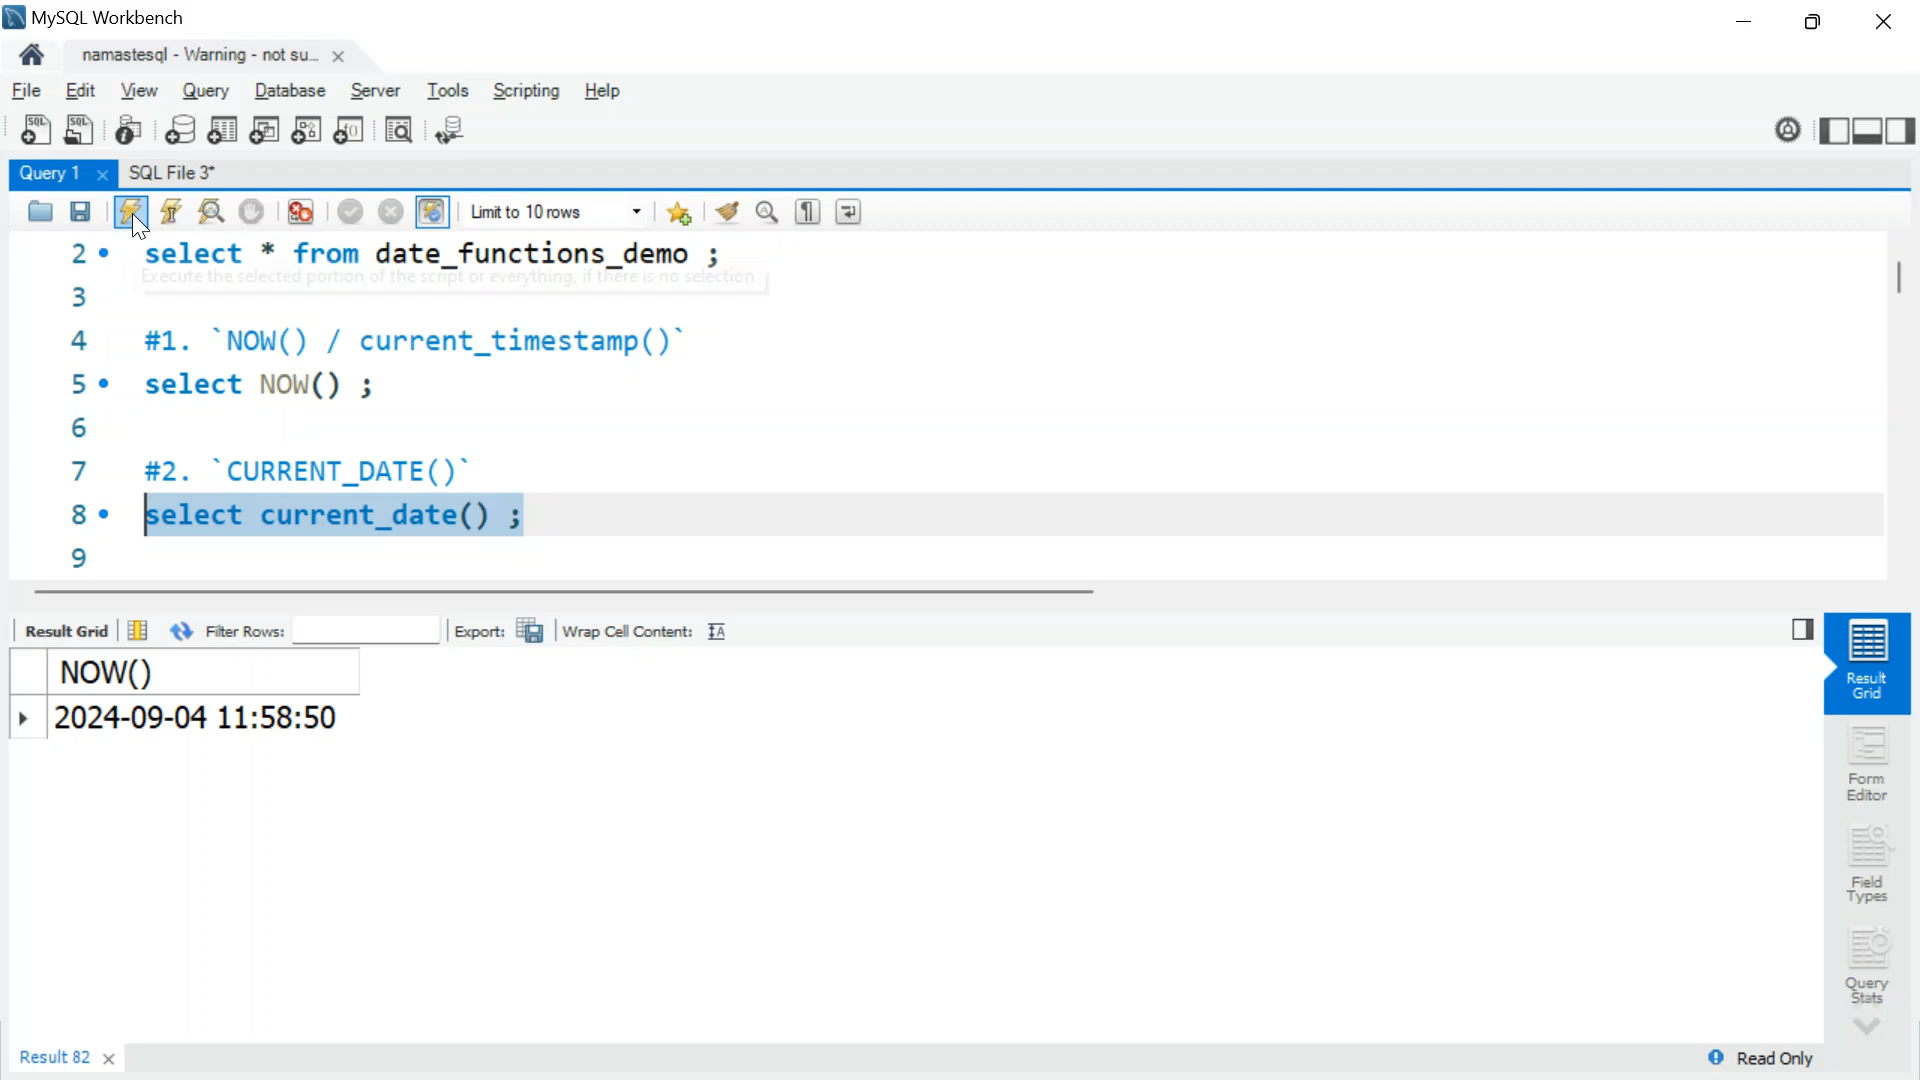 MySQL Workbench
namastesql - Warning - not su...
File Edit View Query Database Server Tools Scripting Help
Query 1 SQL File 3*
Limit to 10 rows
2 select * from date_functions_demo ;
Execute the selected portion of the script or everything, if there is no selection
3
4 #1. `NOW() / current_timestamp()`
5 select NOW() ;
6
7 #2. `CURRENT_DATE()`
8 select current_date() ;
9
Result Grid Filter Rows: Export: Wrap Cell Content:
NOW()
2024-09-04 11:58:50
Result
Grid
Form
Editor
Field
Types
Query
Stats
Result 82 Read Only